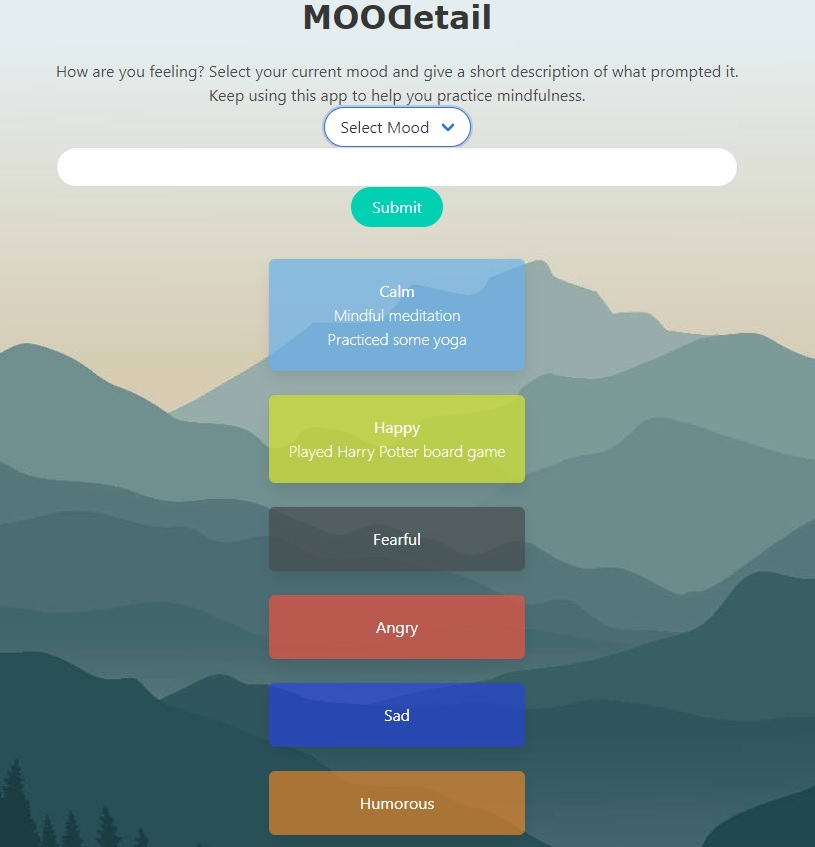 MOOᗡetail
How are you feeling? Select your current mood and give a short description of what prompted it.
Keep using this app to help you practice mindfulness.
Select Mood
Submit
Calm
Mindful meditation
Practiced some yoga
Happy
Played Harry Potter board game
Fearful
Angry
Sad
Humorous